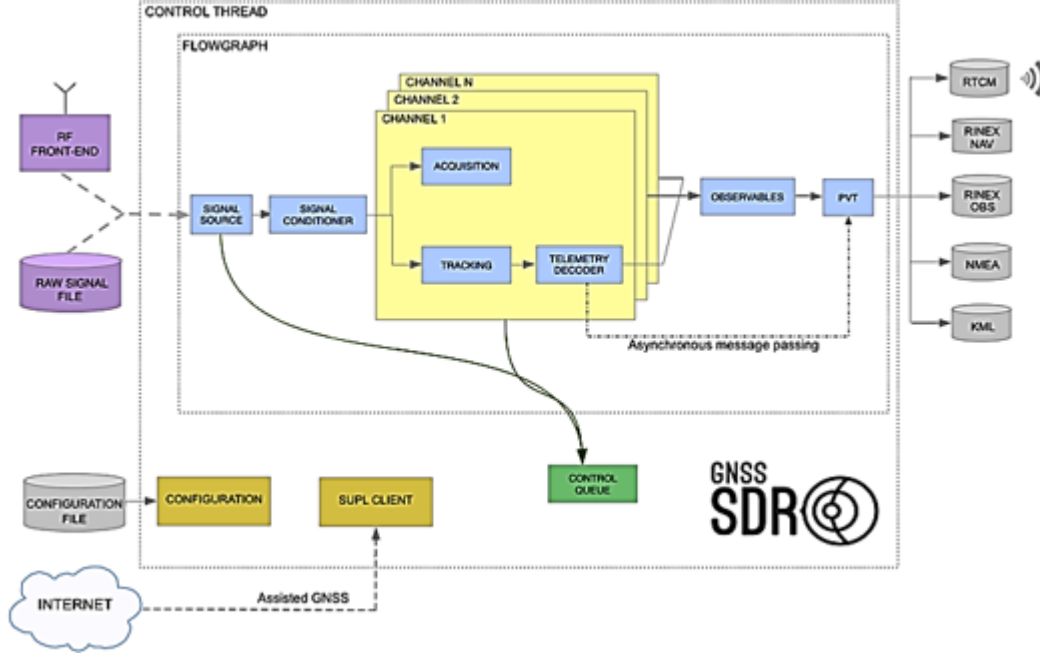 CONTROL THREAD
FLOWGRAPH
CHANNEL N
CHANNEL 2
CHANNEL 1
RF
FRONT-END
RAW SIGNAL
FILE
SIGNAL
SOURCE
SIGNAL
CONDITIONER
ACQUISITION
TRACKING
TELEMETRY
DECODER
OBSERVABLES
PVT
Asynchronous message passing
RTCM
RINEX
NAV
RINEX
OBS
NMEA
KML
CONFIGURATION
FILE
CONFIGURATION
SUPL CLIENT
CONTROL
QUEUE
GNSS
SDR
INTERNET
Assisted GNSS